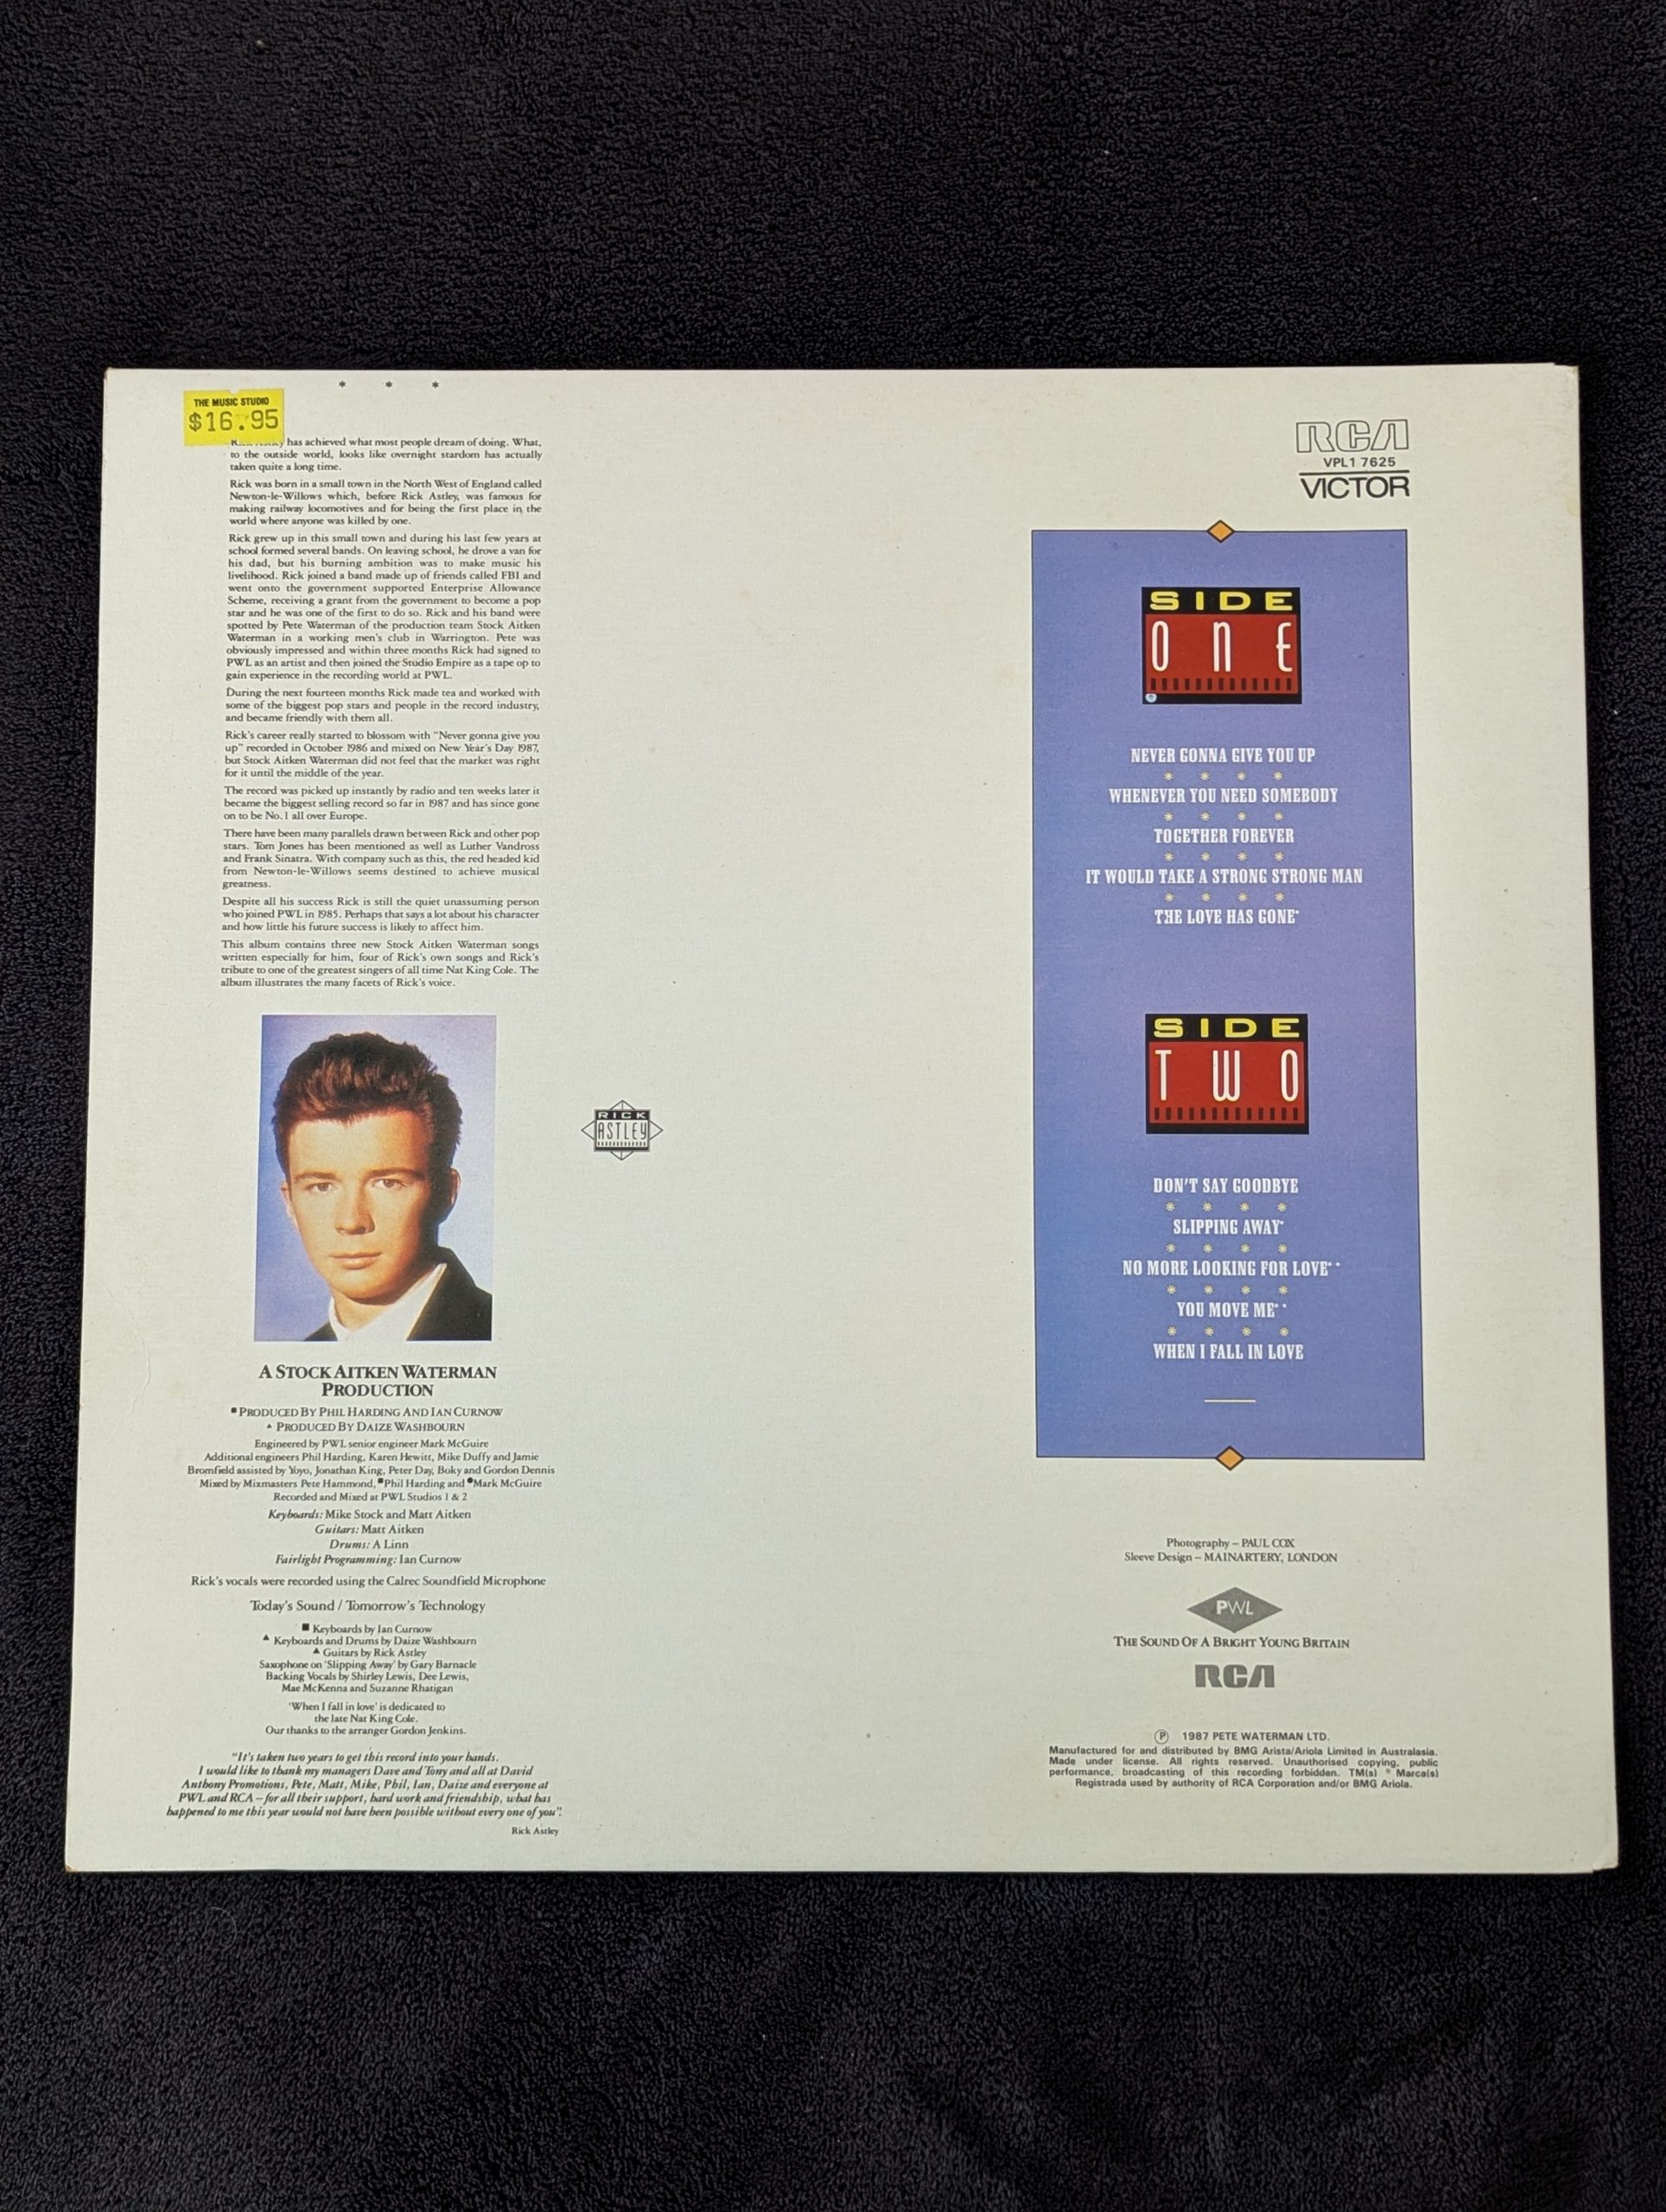 * * *
THE MUSIC STUDIO
$16.95
has achieved what most people dream of doing. What,
to the outside world, looks like overnight stardom has actually
taken quite a long time.
Rick was born in a small town in the North West of England called
Newton-le-Willows which, before Rick Astley, was famous for
making railway locomotives and for being the first place in the
world where anyone was killed by one.
Rick grew up in this small town and during his last few years at
school formed several bands. On leaving school, he drove a van for
his dad, but his burning ambition was to make music his
livelihood. Rick joined a band made up of friends called FBI and
went onto the government supported Enterprise Allowance
Scheme, receiving a grant from the government to become a pop
star and he was one of the first to do so. Rick and his band were
spotted by Pete Waterman of the production team Stock Aitken
Waterman in a working men's club in Warrington. Pete was
obviously impressed and within three months Rick had signed to
PWL as an artist and then joined the Studio Empire as a tape op to
gain experience in the recording world at PWL.
During the next fourteen months Rick made tea and worked with
some of the biggest pop stars and people in the record industry,
and became friendly with them all.
Rick's career really started to blossom with "Never gonna give you
up" recorded in October 1986 and mixed on New Year's Day 1987,
but Stock Aitken Waterman did not feel that the market was right
for it until the middle of the year.
The record was picked up instantly by radio and ten weeks later it
became the biggest selling record so far in 1987 and has since gone
on to be No. 1 all over Europe.
There have been many parallels drawn between Rick and other pop
stars. Tom Jones has been mentioned as well as Luther Vandross
and Frank Sinatra. With company such as this, the red headed kid
from Newton-le-Willows seems destined to achieve musical
greatness.
Despite all his success Rick is still the quiet unassuming person
who joined PWL in 1985. Perhaps that says a lot about his character
and how little his future success is likely to affect him.
This album contains three new Stock Aitken Waterman songs
written especially for him, four of Rick's own songs and Rick's
tribute to one of the greatest singers of all time Nat King Cole. The
album illustrates the many facets of Rick's voice.
A STOCK AITKEN WATERMAN
PRODUCTION
■ PRODUCED BY PHIL HARDING AND IAN CURNOW
▲ PRODUCED BY DAIZE WASHBOURN
Engineered by PWL senior engineer Mark McGuire
Additional engineers Phil Harding, Karen Hewitt, Mike Duffy and Jamie
Bromfield assisted by Yoyo, Jonathan King, Peter Day, Boky and Gordon Dennis
Mixed by Mixmasters Pete Hammond, ■Phil Harding and ●Mark McGuire
Recorded and Mixed at PWL Studios 1 & 2
Keyboards: Mike Stock and Matt Aitken
Guitars: Matt Aitken
Drums: A Linn
Fairlight Programming: Ian Curnow
Rick's vocals were recorded using the Calrec Soundfield Microphone
Today's Sound / Tomorrow's Technology
■ Keyboards by Ian Curnow
▲ Keyboards and Drums by Daize Washbourn
▲ Guitars by Rick Astley
Saxophone on 'Slipping Away' by Gary Barnacle
Backing Vocals by Shirley Lewis, Dee Lewis,
Mae McKenna and Suzanne Rhatigan
'When I fall in love' is dedicated to
the late Nat King Cole.
Our thanks to the arranger Gordon Jenkins.
"It's taken two years to get this record into your hands.
I would like to thank my managers Dave and Tony and all at David
Anthony Promotions, Pete, Matt, Mike, Phil, Ian, Daize and everyone at
PWL and RCA – for all their support, hard work and friendship, what has
happened to me this year would not have been possible without every one of you".
Rick Astley
RICK
ASTLEY
RCA
VPL1 7625
VICTOR
SIDE
ONE
NEVER GONNA GIVE YOU UP
* * * *
WHENEVER YOU NEED SOMEBODY
* * * *
TOGETHER FOREVER
* * * *
IT WOULD TAKE A STRONG STRONG MAN
* * * *
THE LOVE HAS GONE*
SIDE
TWO
DON'T SAY GOODBYE
* * * *
SLIPPING AWAY*
* * * *
NO MORE LOOKING FOR LOVE**
* * * *
YOU MOVE ME**
* * * *
WHEN I FALL IN LOVE
Photography – PAUL COX
Sleeve Design – MAINARTERY, LONDON
PWL
THE SOUND OF A BRIGHT YOUNG BRITAIN
RCA
Ⓟ 1987 PETE WATERMAN LTD.
Manufactured for and distributed by BMG Arista/Ariola Limited in Australasia.
Made under license. All rights reserved. Unauthorised copying, public
performance, broadcasting of this recording forbidden. TM(s) ® Marca(s)
Registrada used by authority of RCA Corporation and/or BMG Ariola.